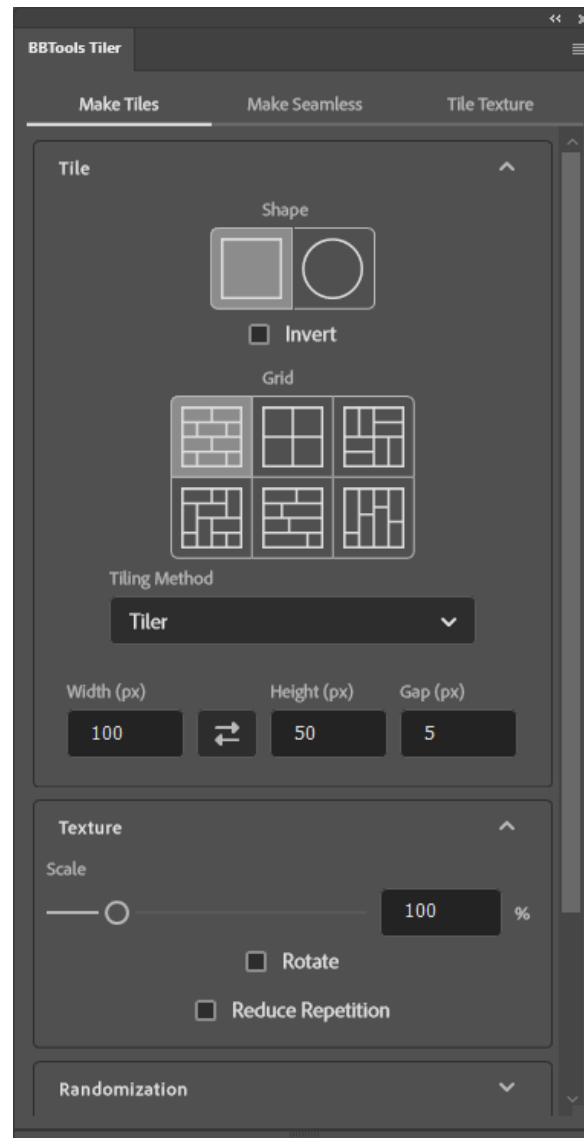 BBTools Tiler
Make Tiles Make Seamless Tile Texture
Tile
Shape
Invert
Grid
Tiling Method
Tiler
Width (px) Height (px) Gap (px)
100 50 5
Texture
Scale
100 %
Rotate
Reduce Repetition
Randomization